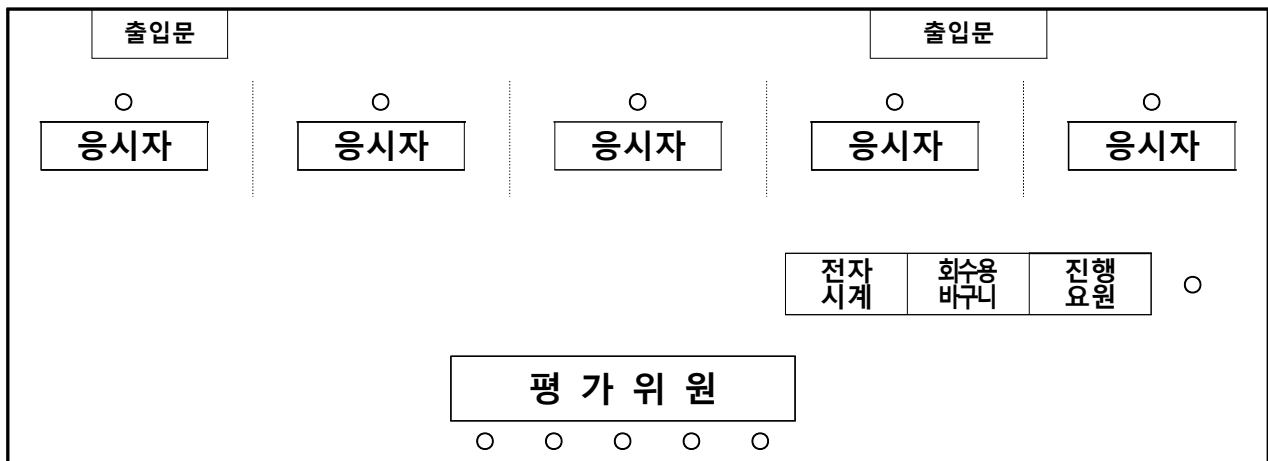 출입문 출입문
응시자 응시자 응시자 응시자 응시자
전자 회수용 진행
시계 바구니 요원
평 가 위 원